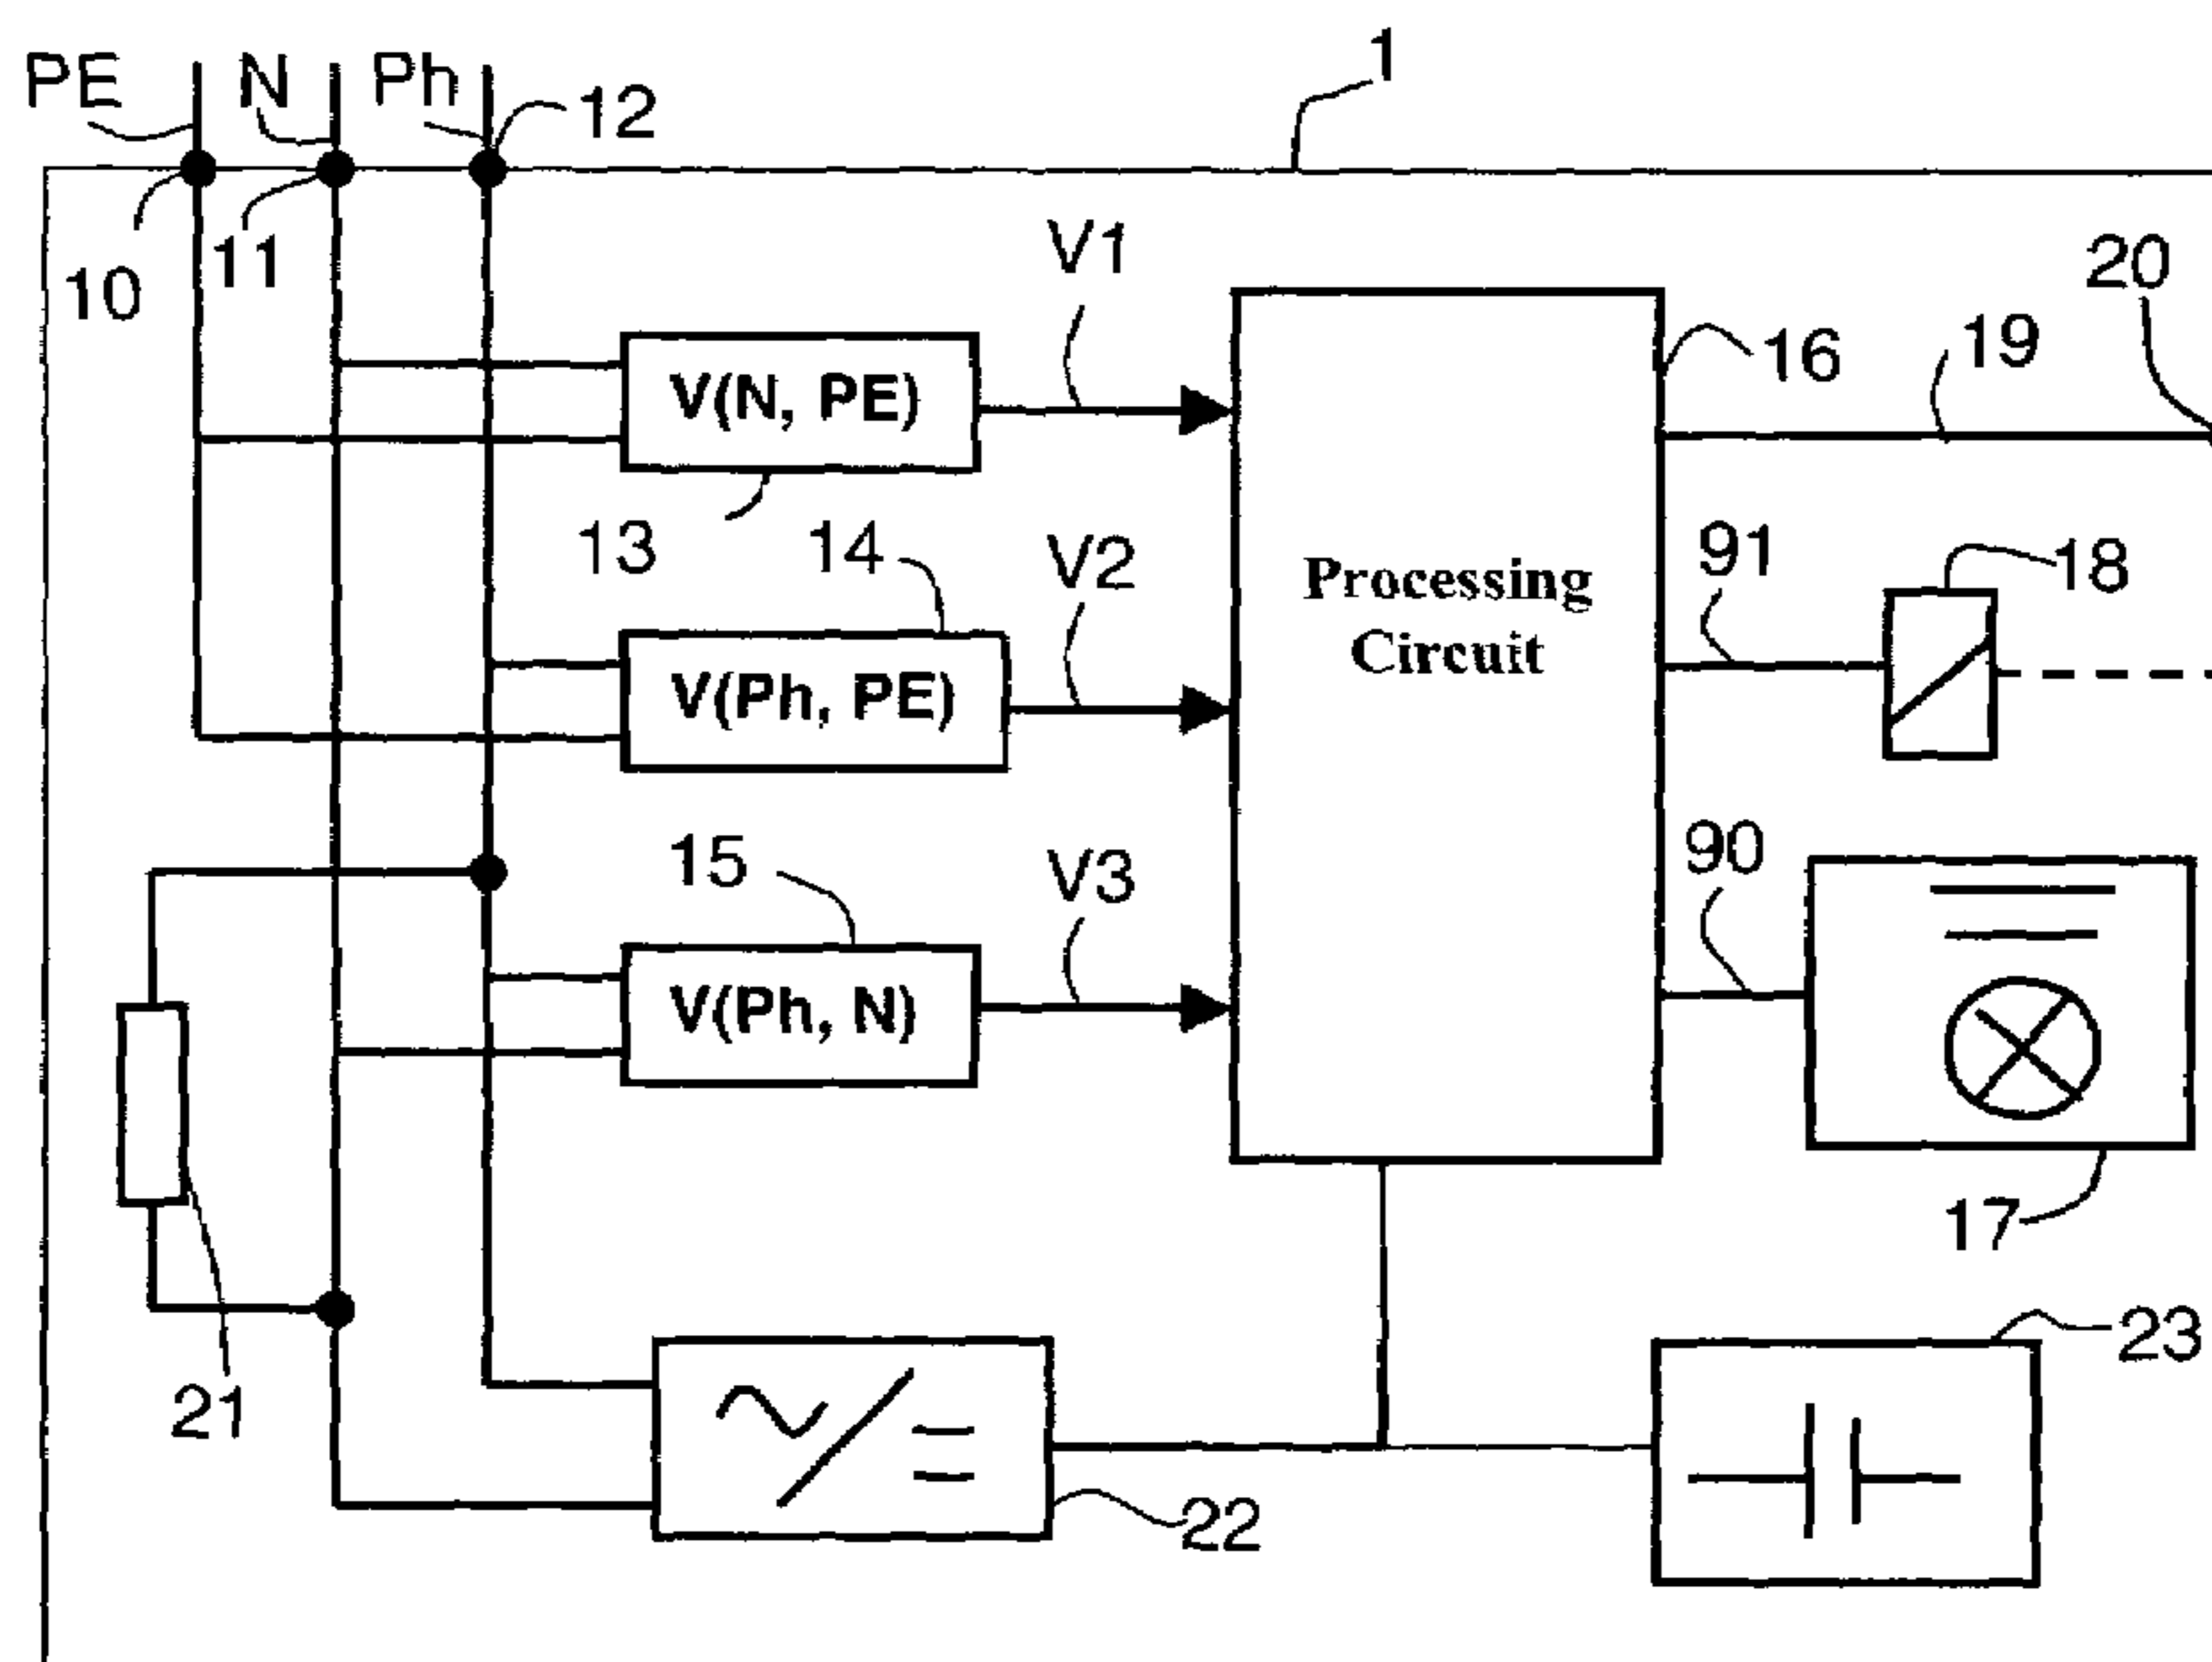 PE N Ph 12 1
10 11 V1 20
V(N, PE) 16 19
13 14 V2 91 18
Processing
Circuit
V(Ph, PE)
15 V3 90
V(Ph, N)
17
21 23
22